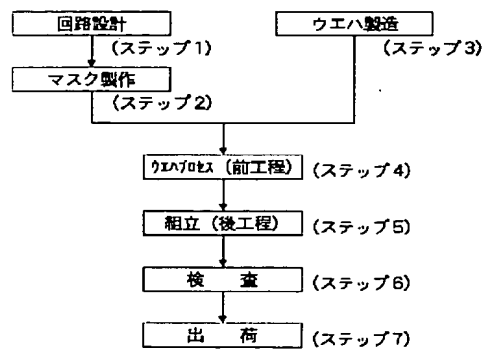 回路設計
(ステップ1)
ウエハ製造
(ステップ3)
マスク製作
(ステップ2)
ウエハプロセス(前工程)
(ステップ4)
組立(後工程)
(ステップ5)
検 査
(ステップ6)
出 荷
(ステップ7)